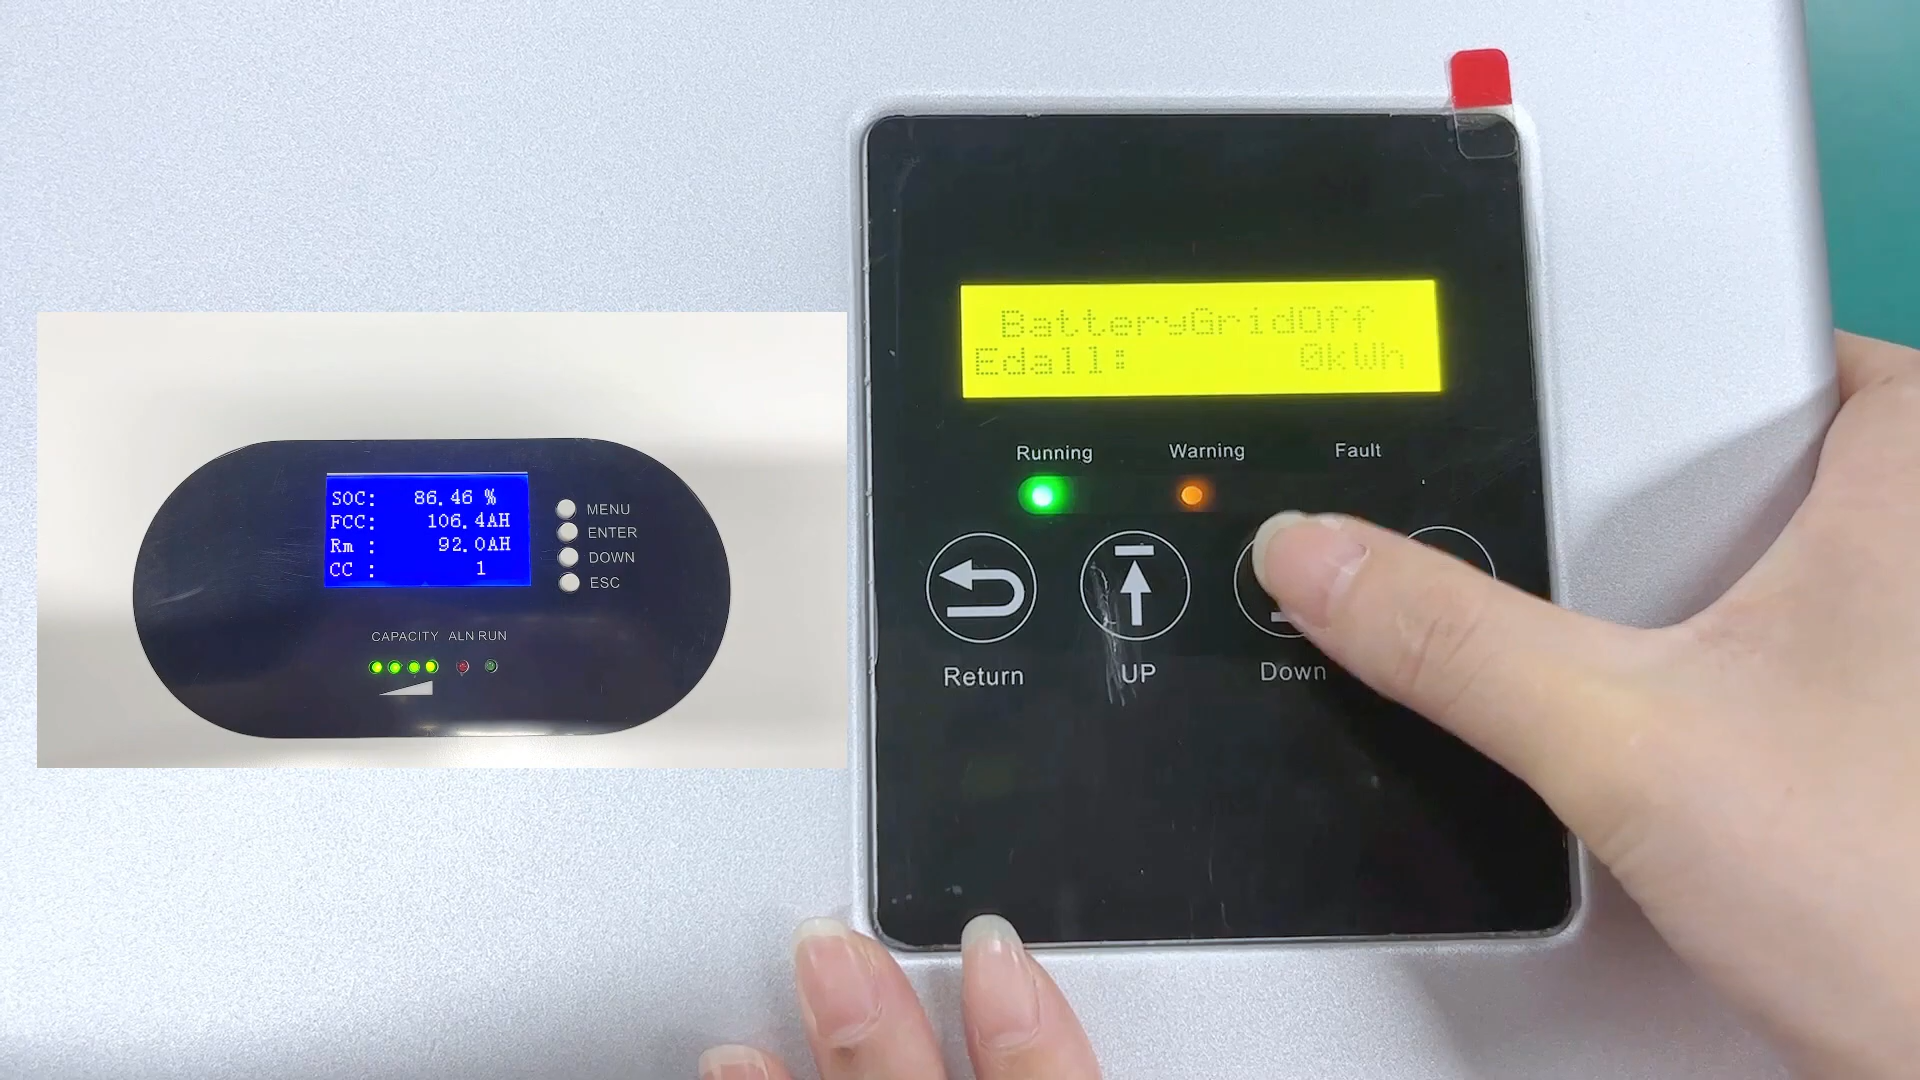 SOC: 86.46 %
FCC: 106.4AH
Rm : 92.0AH
CC : 1
MENU
ENTER
DOWN
ESC
CAPACITY ALN RUN
BatteryGridOff
Edall: 0kWh
Running Warning Fault
Return UP Down